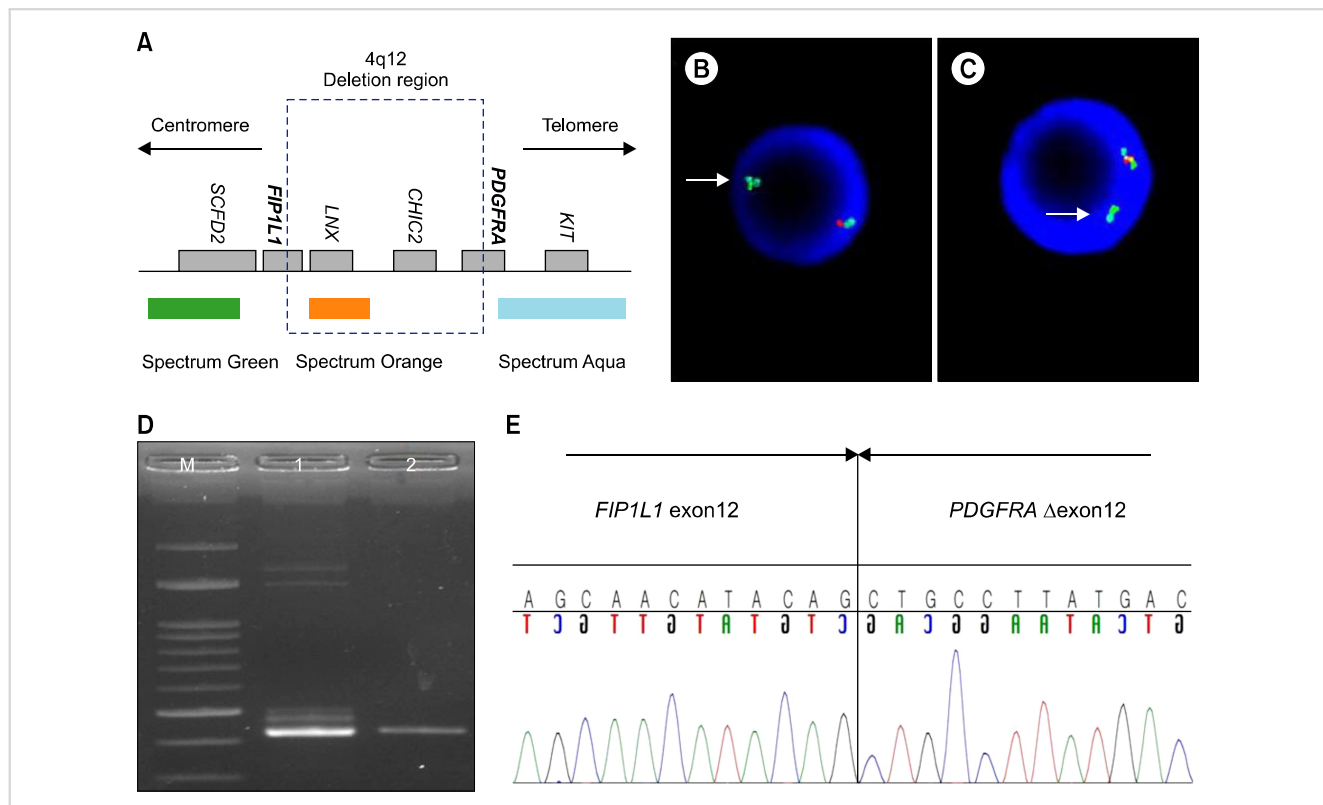 A
4q12
Deletion region
Centromere
Telomere
SCFD2
FIP1L1
LNX
CHIC2
PDGFRA
KIT
Spectrum Green
Spectrum Orange
Spectrum Aqua
B
C
D
M 1 2
E
FIP1L1 exon12
PDGFRA Δexon12
A G C A A C A T A C A G C T G C C T T A T G A C
T C G T T G T A T G T C G A C G G A A T A C T G